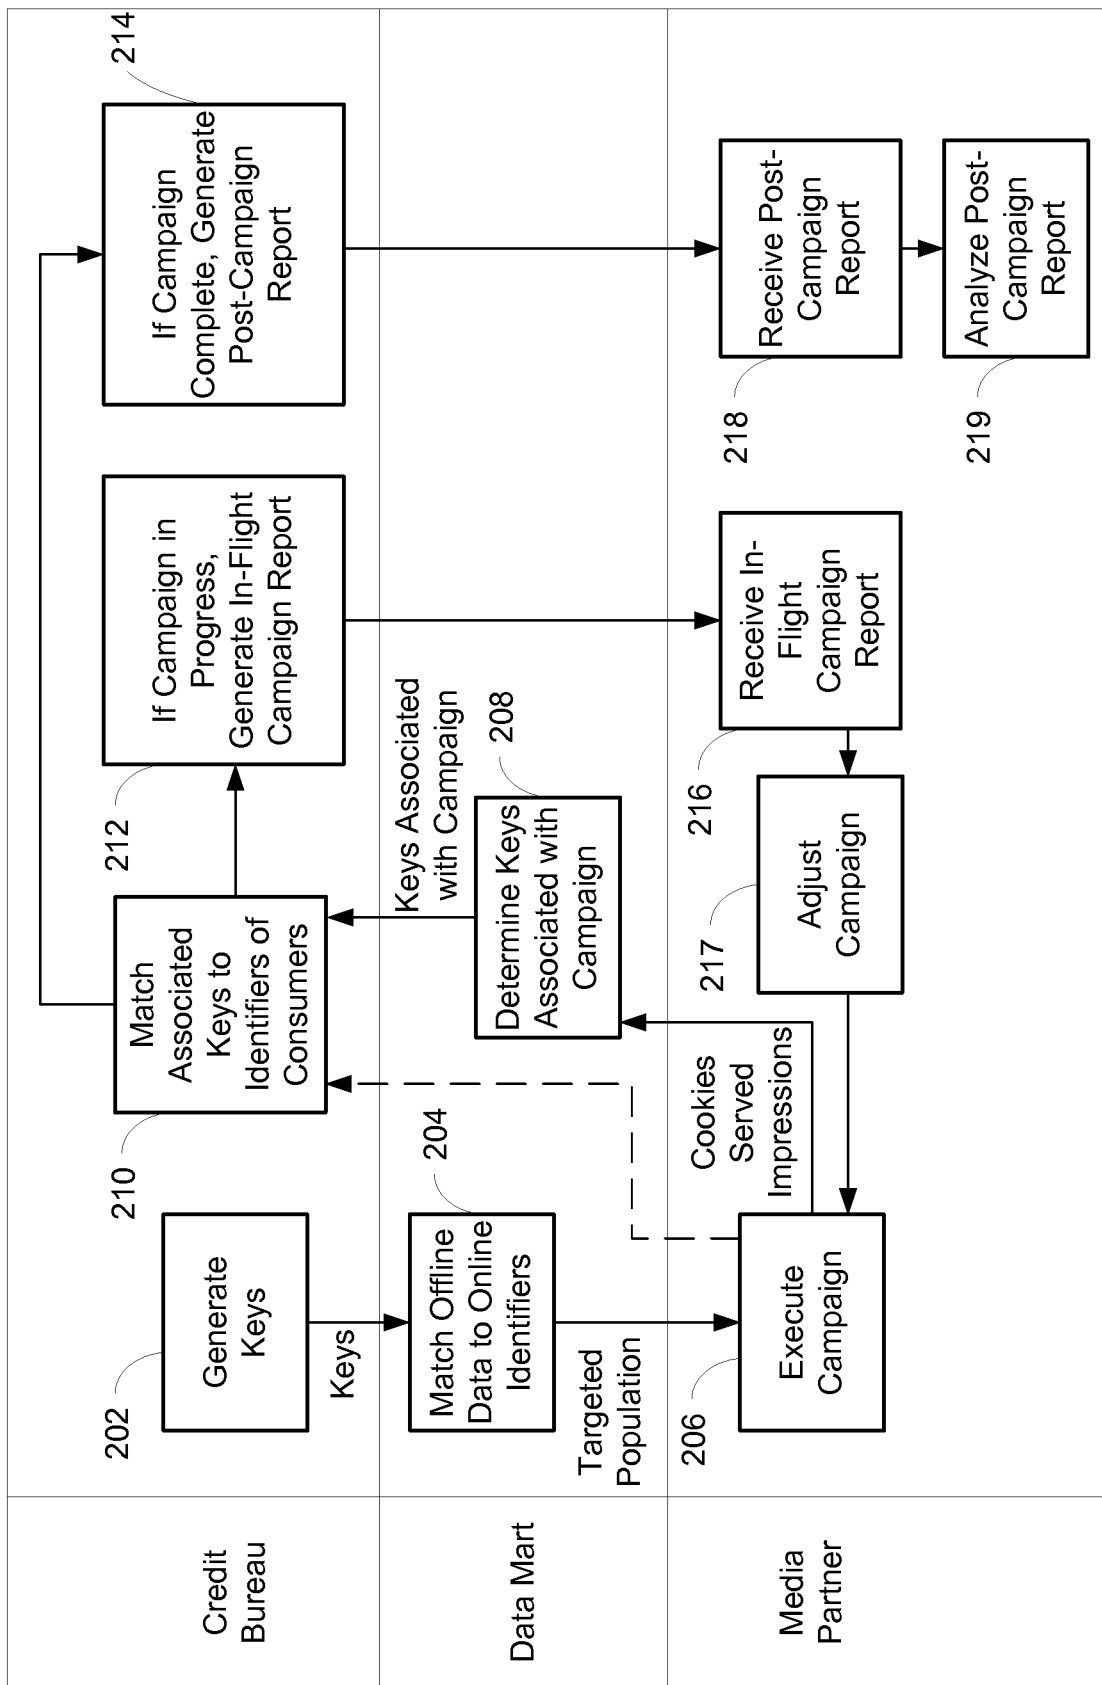 Credit
Bureau
202
Generate
Keys
Keys
210
Match
Associated
Keys to
Identifiers of
Consumers
212
If Campaign in
Progress,
Generate In-Flight
Campaign Report
214
If Campaign
Complete, Generate
Post-Campaign
Report
Data Mart
204
Match Offline
Data to Online
Identifiers
Targeted
Population
208
Determine Keys
Associated with
Campaign
Keys Associated
with Campaign
Media
Partner
206
Execute
Campaign
Cookies
Served
Impressions
217
Adjust
Campaign
216
Receive In-
Flight
Campaign
Report
218
Receive Post-
Campaign
Report
219
Analyze Post-
Campaign
Report